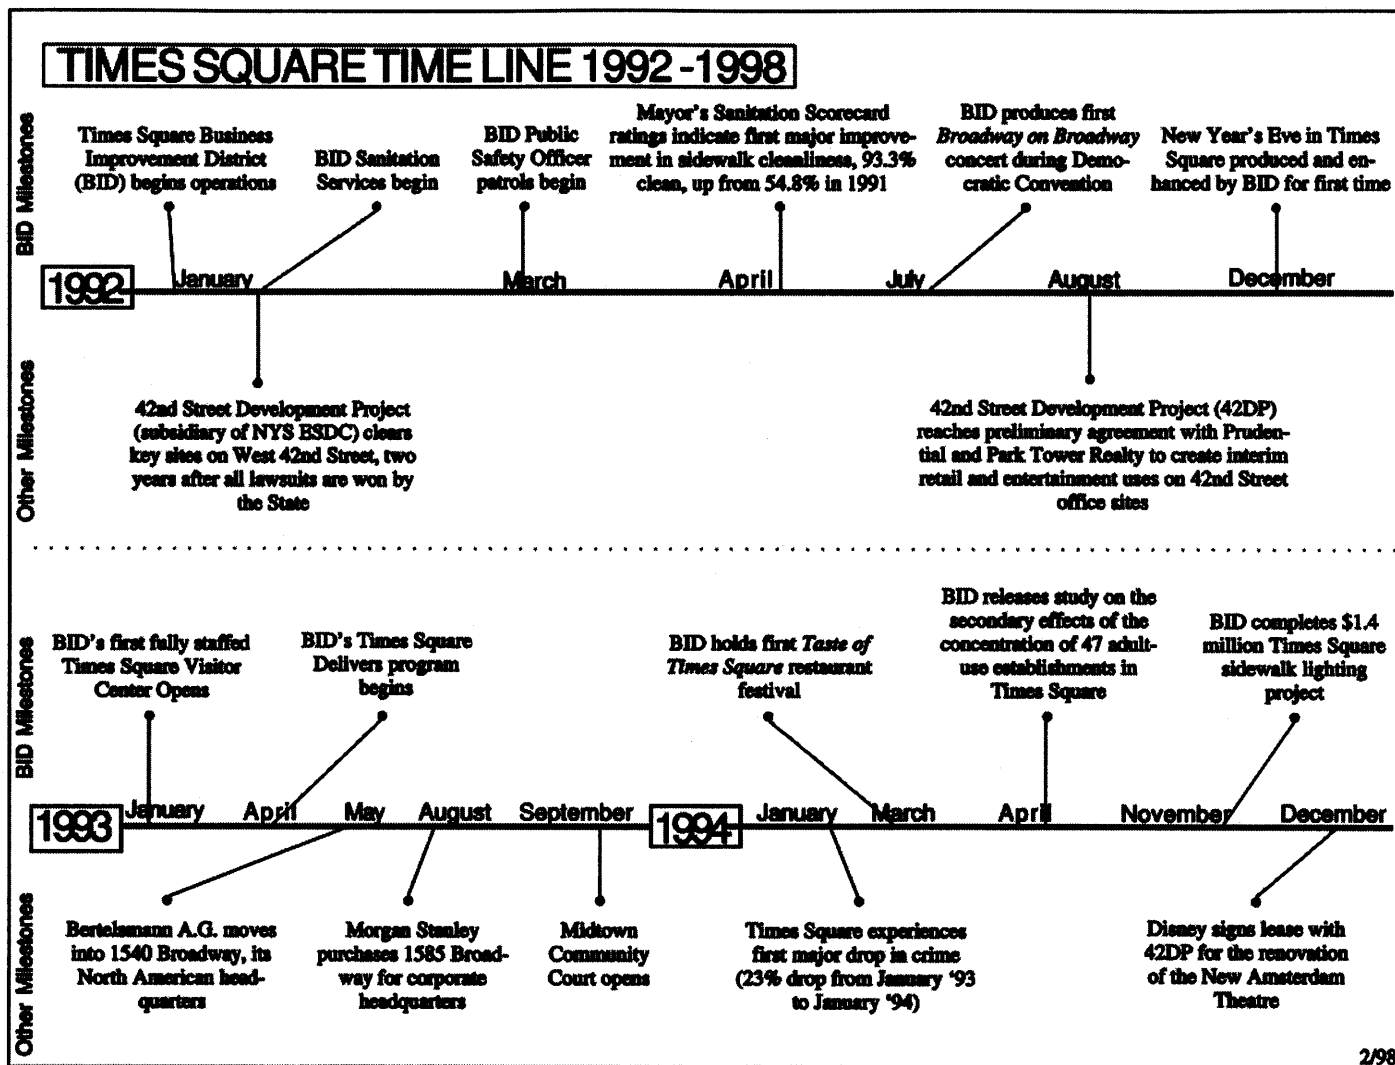 TIMES SQUARE TIME LINE 1992 -1998
BID Milestones
Times Square Business
Improvement District
(BID) begins operations
BID Sanitation
Services begin
BID Public
Safety Officer
patrols begin
Mayor's Sanitation Scorecard
ratings indicate first major improve-
ment in sidewalk cleanliness, 93.3%
clean, up from 54.8% in 1991
BID produces first
Broadway on Broadway
concert during Demo-
cratic Convention
New Year's Eve in Times
Square produced and en-
hanced by BID for first time
1992
January
March
April
July
August
December
Other Milestones
42nd Street Development Project
(subsidiary of NYS ESDC) clears
key sites on West 42nd Street, two
years after all lawsuits are won by
the State
42nd Street Development Project (42DP)
reaches preliminary agreement with Pruden-
tial and Park Tower Realty to create interim
retail and entertainment uses on 42nd Street
office sites
BID Milestones
BID's first fully staffed
Times Square Visitor
Center Opens
BID's Times Square
Delivers program
begins
BID holds first Taste of
Times Square restaurant
festival
BID releases study on the
secondary effects of the
concentration of 47 adult-
use establishments in
Times Square
BID completes $1.4
million Times Square
sidewalk lighting
project
1993
January
April
May
August
September
1994
January
March
April
November
December
Other Milestones
Bertelsmann A.G. moves
into 1540 Broadway, its
North American head-
quarters
Morgan Stanley
purchases 1585 Broad-
way for corporate
headquarters
Midtown
Community
Court opens
Times Square experiences
first major drop in crime
(23% drop from January '93
to January '94)
Disney signs lease with
42DP for the renovation
of the New Amsterdam
Theatre
2/98